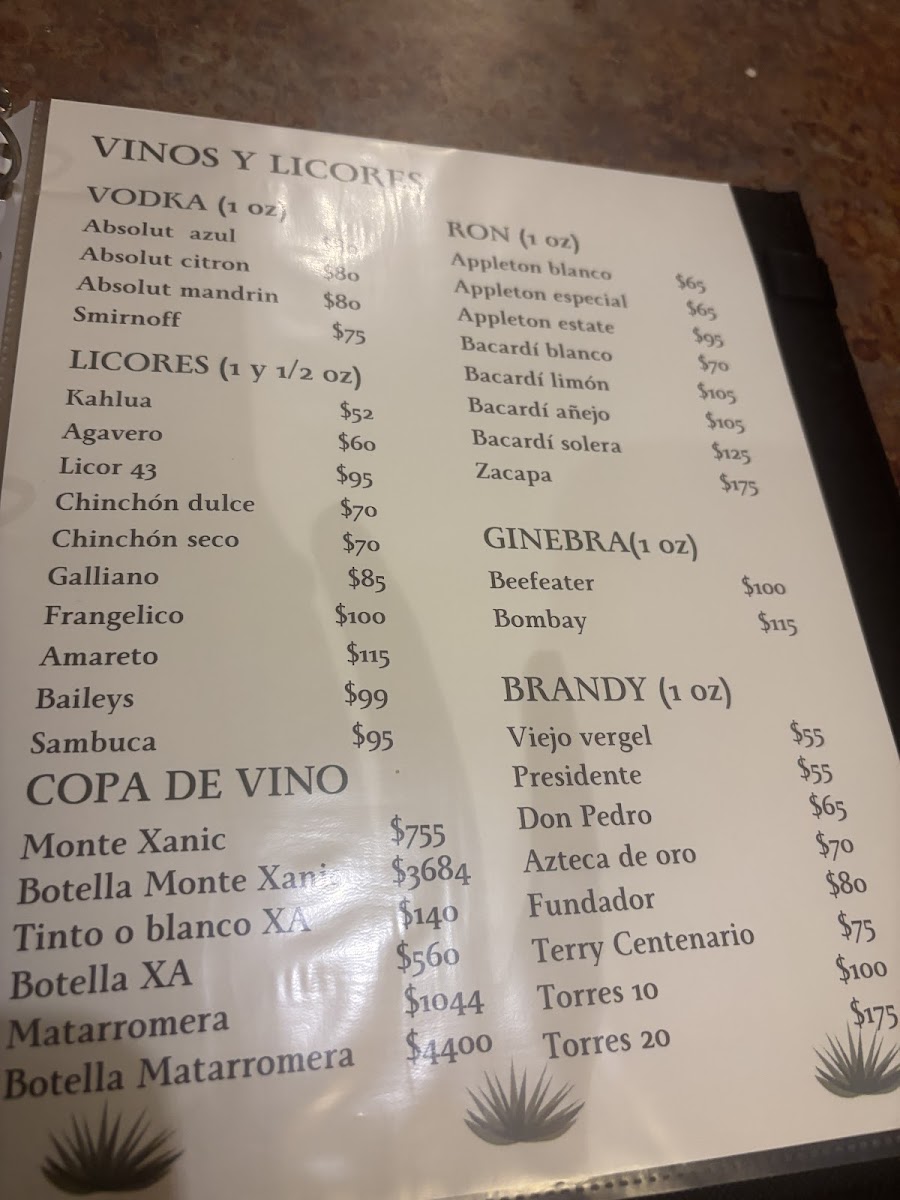 VINOS Y LICORES
VODKA (1 oz)
Absolut azul
Absolut citron $80
Absolut mandrin $80
Smirnoff $75
LICORES (1 y 1/2 oz)
Kahlua $52
Agavero $60
Licor 43 $95
Chinchón dulce $70
Chinchón seco $70
Galliano $85
Frangelico $100
Amareto $115
Baileys $99
Sambuca $95
COPA DE VINO
Monte Xanic $755
Botella Monte Xanic $3684
Tinto o blanco XA $140
Botella XA $560
Matarromera $1044
Botella Matarromera $4400
RON (1 oz)
Appleton blanco $65
Appleton especial $65
Appleton estate $95
Bacardí blanco $70
Bacardí limón $105
Bacardí añejo $105
Bacardí solera $125
Zacapa $175
GINEBRA(1 oz)
Beefeater $100
Bombay $115
BRANDY (1 oz)
Viejo vergel $55
Presidente $55
Don Pedro $65
Azteca de oro $70
Fundador $80
Terry Centenario $75
Torres 10 $100
Torres 20 $175